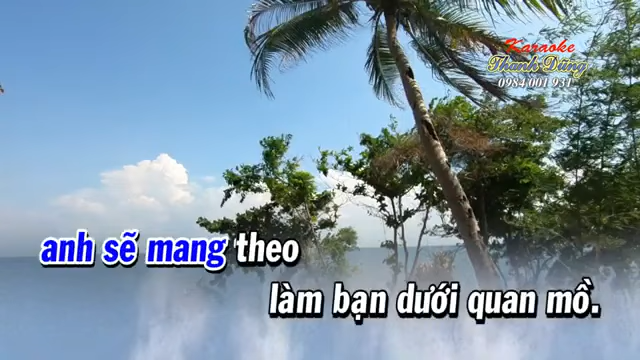 Karaoke
Thanh Dũng
0984 001 931
anh sẽ mang theo
làm bạn dưới quan mồ.